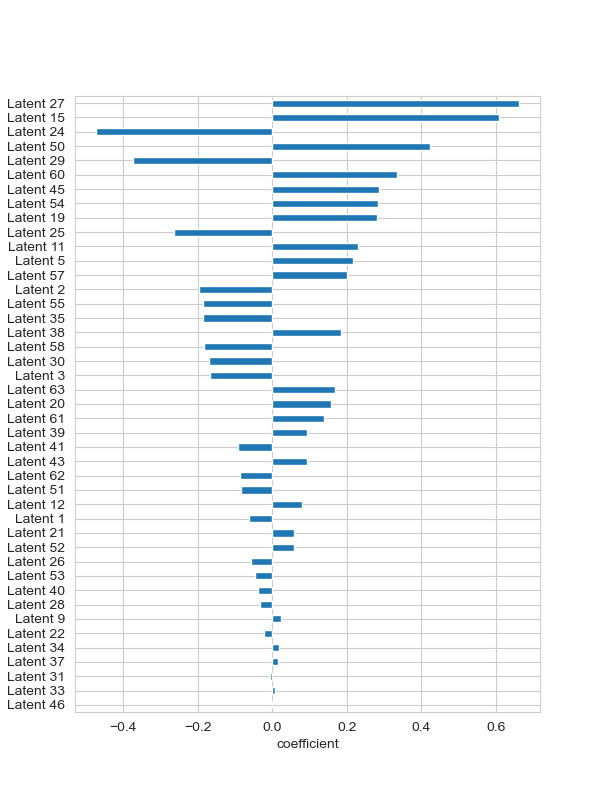 Latent 27
Latent 15
Latent 24
Latent 50
Latent 29
Latent 60
Latent 45
Latent 54
Latent 19
Latent 25
Latent 11
Latent 5
Latent 57
Latent 2
Latent 55
Latent 35
Latent 38
Latent 58
Latent 30
Latent 3
Latent 63
Latent 20
Latent 61
Latent 39
Latent 41
Latent 43
Latent 62
Latent 51
Latent 12
Latent 1
Latent 21
Latent 52
Latent 26
Latent 53
Latent 40
Latent 28
Latent 9
Latent 22
Latent 34
Latent 37
Latent 31
Latent 33
Latent 46
−0.4 −0.2 0.0 0.2 0.4 0.6
coefficient